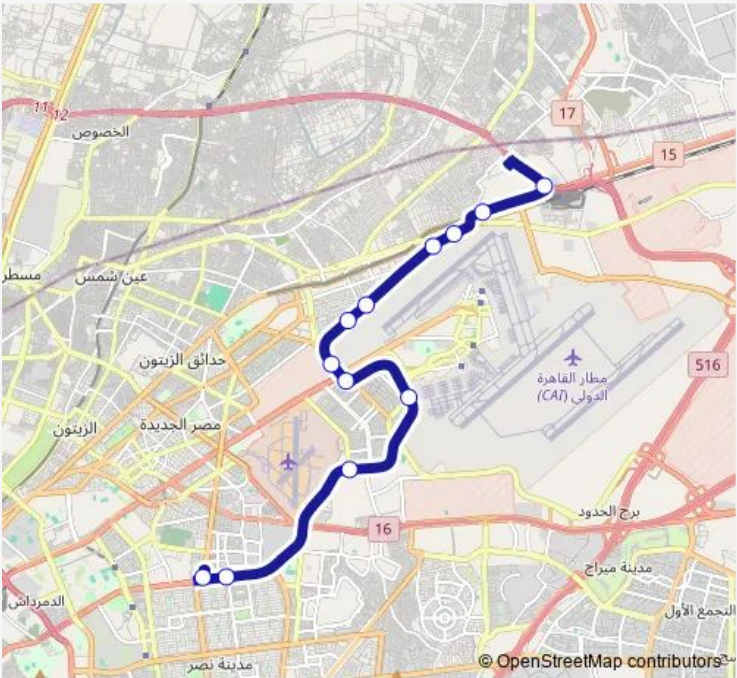 11
12
الخصوص
17
15
مسطر
عين شمس
حدائق الزيتون
مطار القاهرة
الدولى (CAI)
516
مصر الجديدة
الزيتون
برج الحدود
16
مدينة ميراج
الدمرداش
التجمع الأول
مدينة نصر
© OpenStreetMap contributors